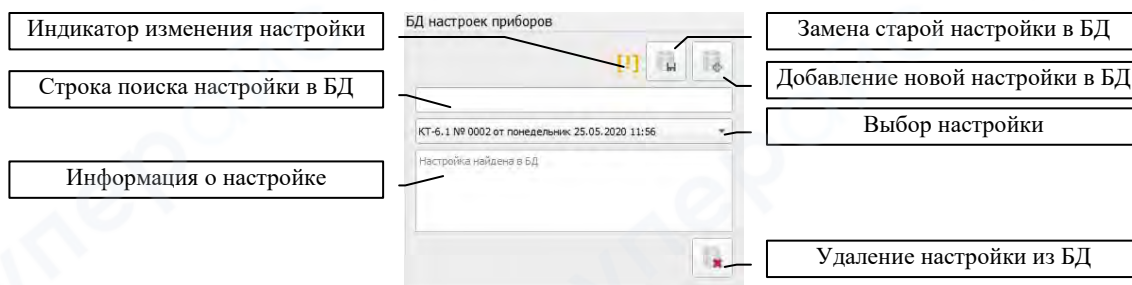 БД настроек приборов
Индикатор изменения настройки
Замена старой настройки в БД
[!]
Строка поиска настройки в БД
Добавление новой настройки в БД
КТ-6.1 № 0002 от понедельник 25.05.2020 11:56
Выбор настройки
Настройка найдена в БД
Информация о настройке
Удаление настройки из БД